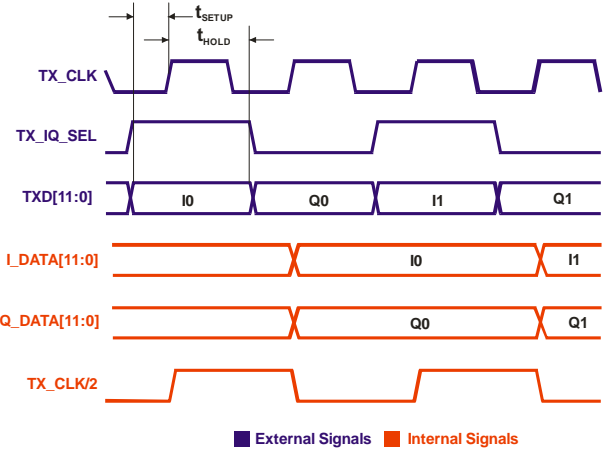 tSETUP
tHOLD
TX_CLK
TX_IQ_SEL
TXD[11:0] I0 Q0 I1 Q1
I_DATA[11:0] I0 I1
Q_DATA[11:0] Q0 Q1
TX_CLK/2
External Signals Internal Signals